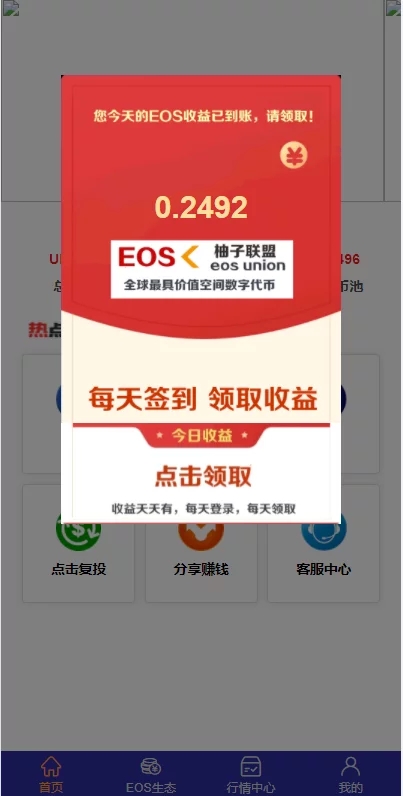 您今天的EOS收益已到账，请领取！
¥
0.2492
EOS 柚子联盟
eos union
全球最具价值空间数字代币
热点
每天签到 领取收益
今日收益
点击领取
收益天天有，每天登录，每天领取
点击复投 分享赚钱 客服中心
首页 EOS生态 行情中心 我的